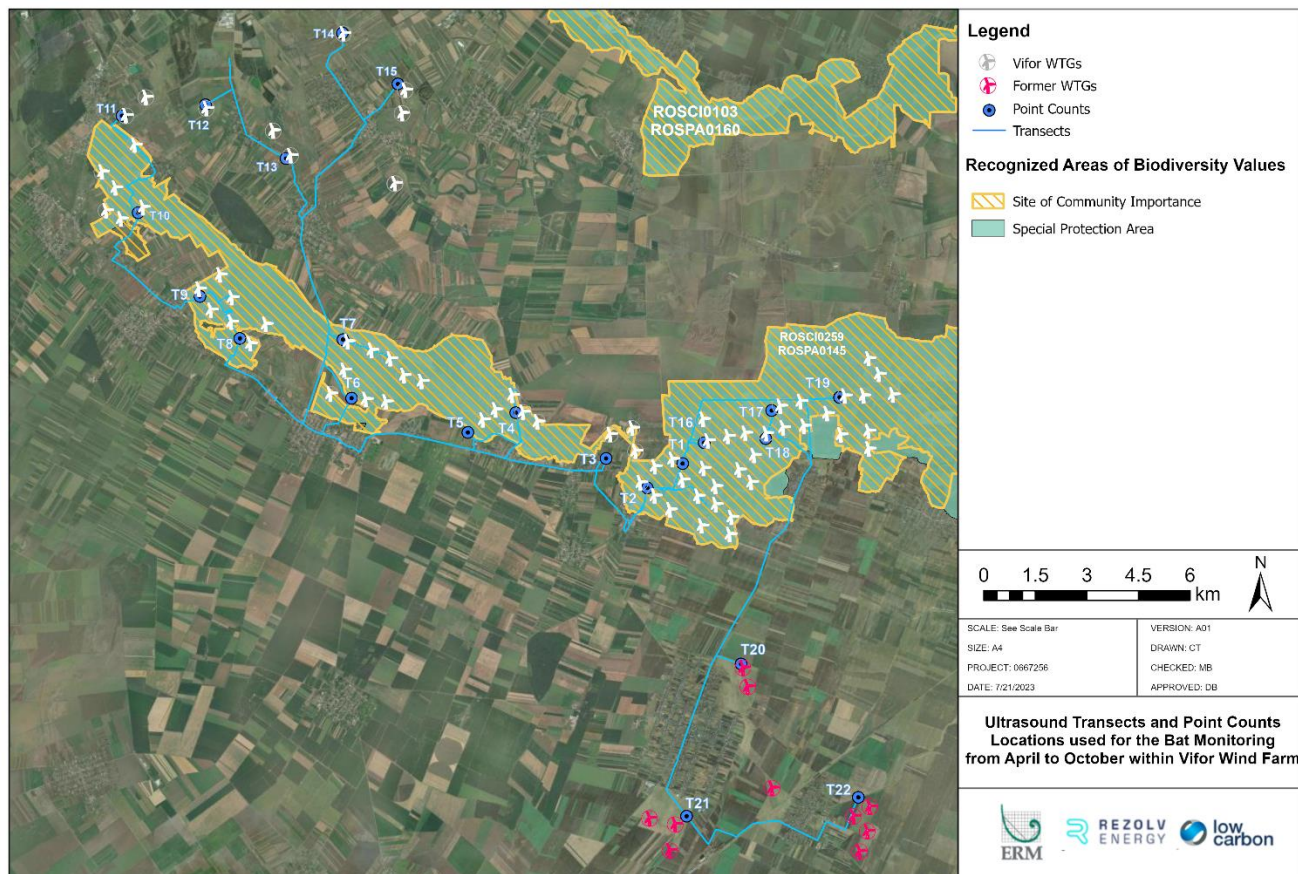 T14
T15
T11
T12
T13
T10
ROSCI0103
ROSPA0160
T9
T8
T7
T6
T5
T4
T3
ROSCI0259
ROSPA0145
T19
T17
T16
T18
T1
T2
T20
T21
T22
Legend
Vifor WTGs
Former WTGs
Point Counts
Transects
Recognized Areas of Biodiversity Values
Site of Community Importance
Special Protection Area
0 1.5 3 4.5 6
km
N
SCALE: See Scale Bar
VERSION: A01
SIZE: A4
DRAWN: CT
PROJECT: 0667256
CHECKED: MB
DATE: 7/21/2023
APPROVED: DB
Ultrasound Transects and Point Counts
Locations used for the Bat Monitoring
from April to October within Vifor Wind Farm
ERM
REZOLV
ENERGY
low
carbon